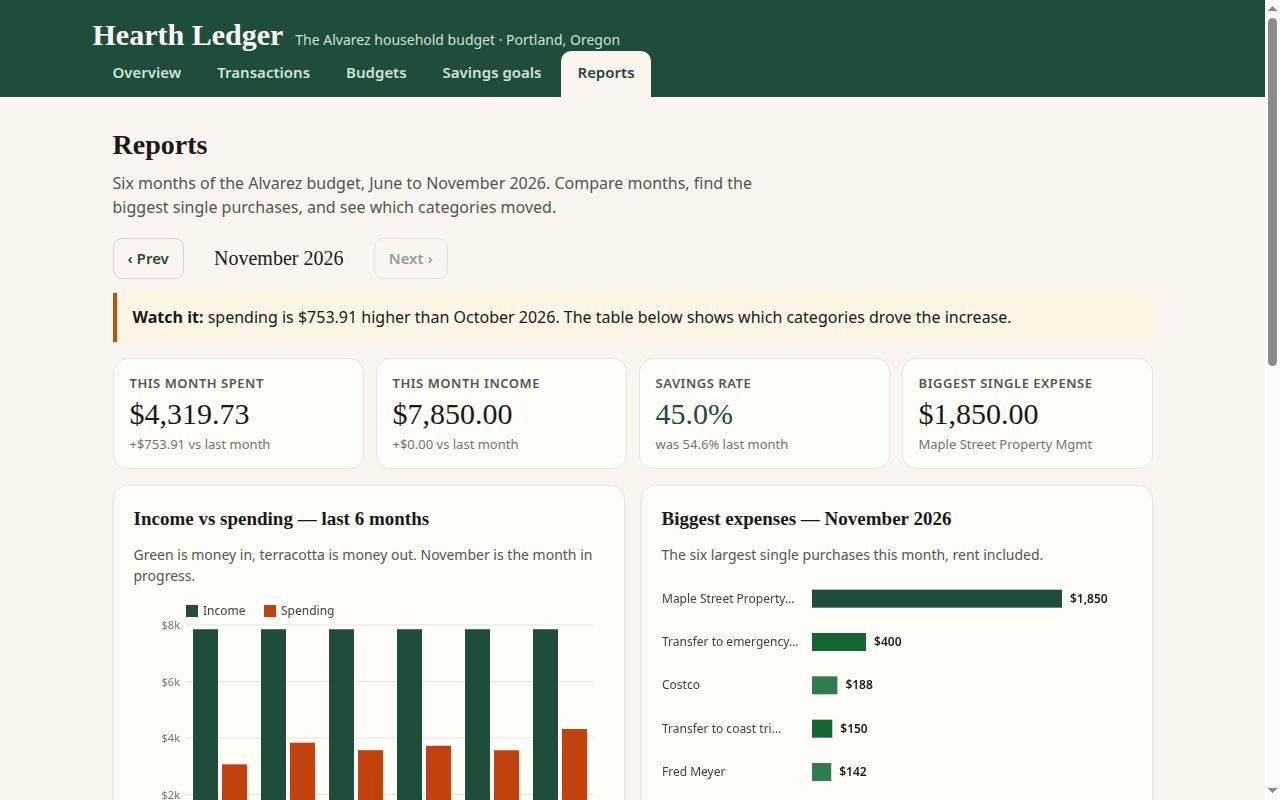 Hearth Ledger The Alvarez household budget · Portland, Oregon
Overview Transactions Budgets Savings goals Reports
Reports
Six months of the Alvarez budget, June to November 2026. Compare months, find the
biggest single purchases, and see which categories moved.
‹ Prev November 2026 Next ›
Watch it: spending is $753.91 higher than October 2026. The table below shows which categories drove the increase.
THIS MONTH SPENT
$4,319.73
+$753.91 vs last month
THIS MONTH INCOME
$7,850.00
+$0.00 vs last month
SAVINGS RATE
45.0%
was 54.6% last month
BIGGEST SINGLE EXPENSE
$1,850.00
Maple Street Property Mgmt
Income vs spending — last 6 months
Green is money in, terracotta is money out. November is the month in
progress.
Income Spending
$8k
$6k
$4k
$2k
Biggest expenses — November 2026
The six largest single purchases this month, rent included.
Maple Street Property... $1,850
Transfer to emergency... $400
Costco $188
Transfer to coast tri... $150
Fred Meyer $142